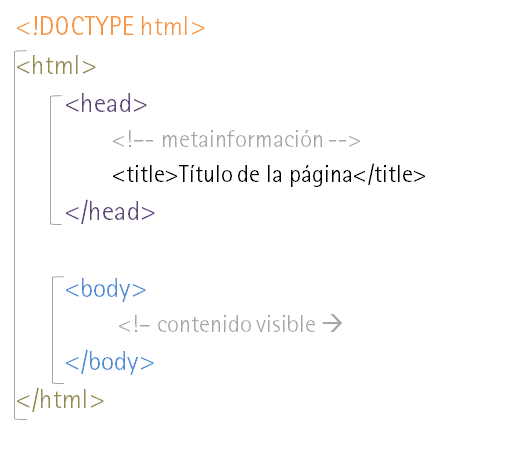 <!DOCTYPE html>
<html>
<head>
<!-- metainformación -->
<title>Título de la página</title>
</head>
<body>
<!– contenido visible →
</body>
</html>